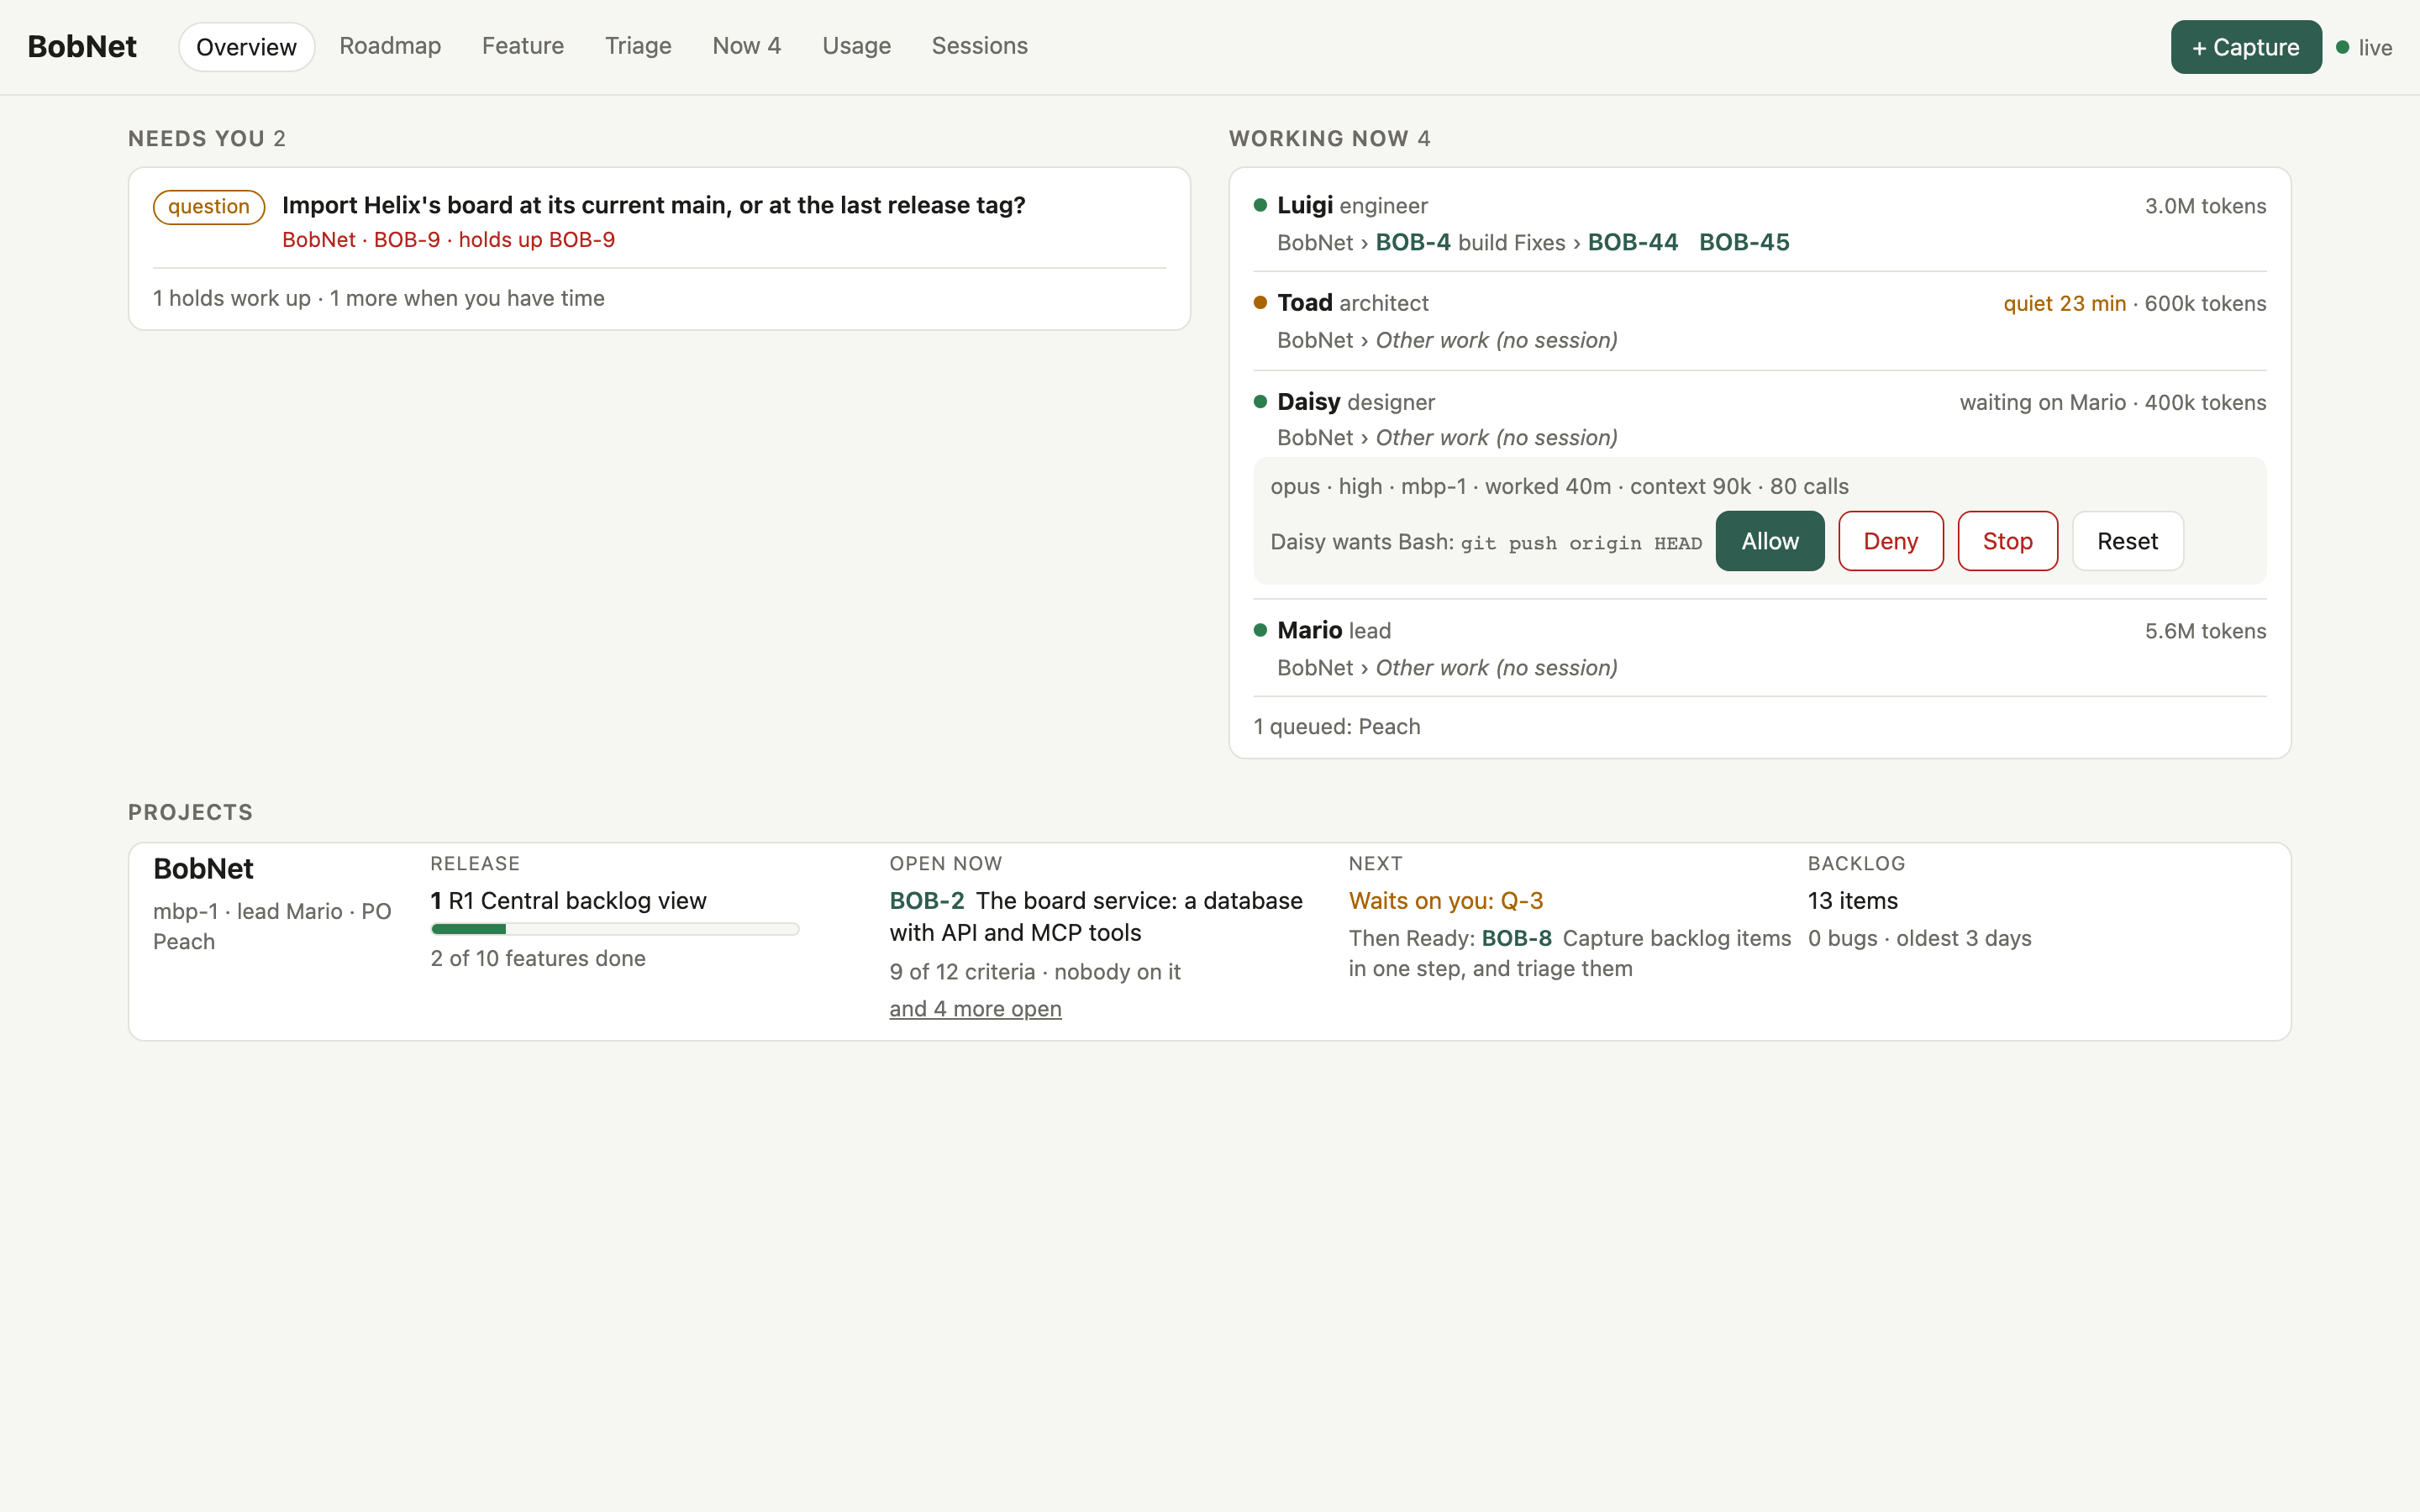 BobNet
Overview
Roadmap
Feature
Triage
Now 4
Usage
Sessions
+ Capture
live
NEEDS YOU 2
question
Import Helix's board at its current main, or at the last release tag?
BobNet · BOB-9 · holds up BOB-9
1 holds work up · 1 more when you have time
WORKING NOW 4
Luigi engineer
3.0M tokens
BobNet › BOB-4 build Fixes › BOB-44 BOB-45
Toad architect
quiet 23 min · 600k tokens
BobNet › Other work (no session)
Daisy designer
waiting on Mario · 400k tokens
BobNet › Other work (no session)
opus · high · mbp-1 · worked 40m · context 90k · 80 calls
Daisy wants Bash: git push origin HEAD
Allow
Deny
Stop
Reset
Mario lead
5.6M tokens
BobNet › Other work (no session)
1 queued: Peach
PROJECTS
BobNet
mbp-1 · lead Mario · PO
Peach
RELEASE
1 R1 Central backlog view
2 of 10 features done
OPEN NOW
BOB-2 The board service: a database
with API and MCP tools
9 of 12 criteria · nobody on it
and 4 more open
NEXT
Waits on you: Q-3
Then Ready: BOB-8 Capture backlog items
in one step, and triage them
BACKLOG
13 items
0 bugs · oldest 3 days